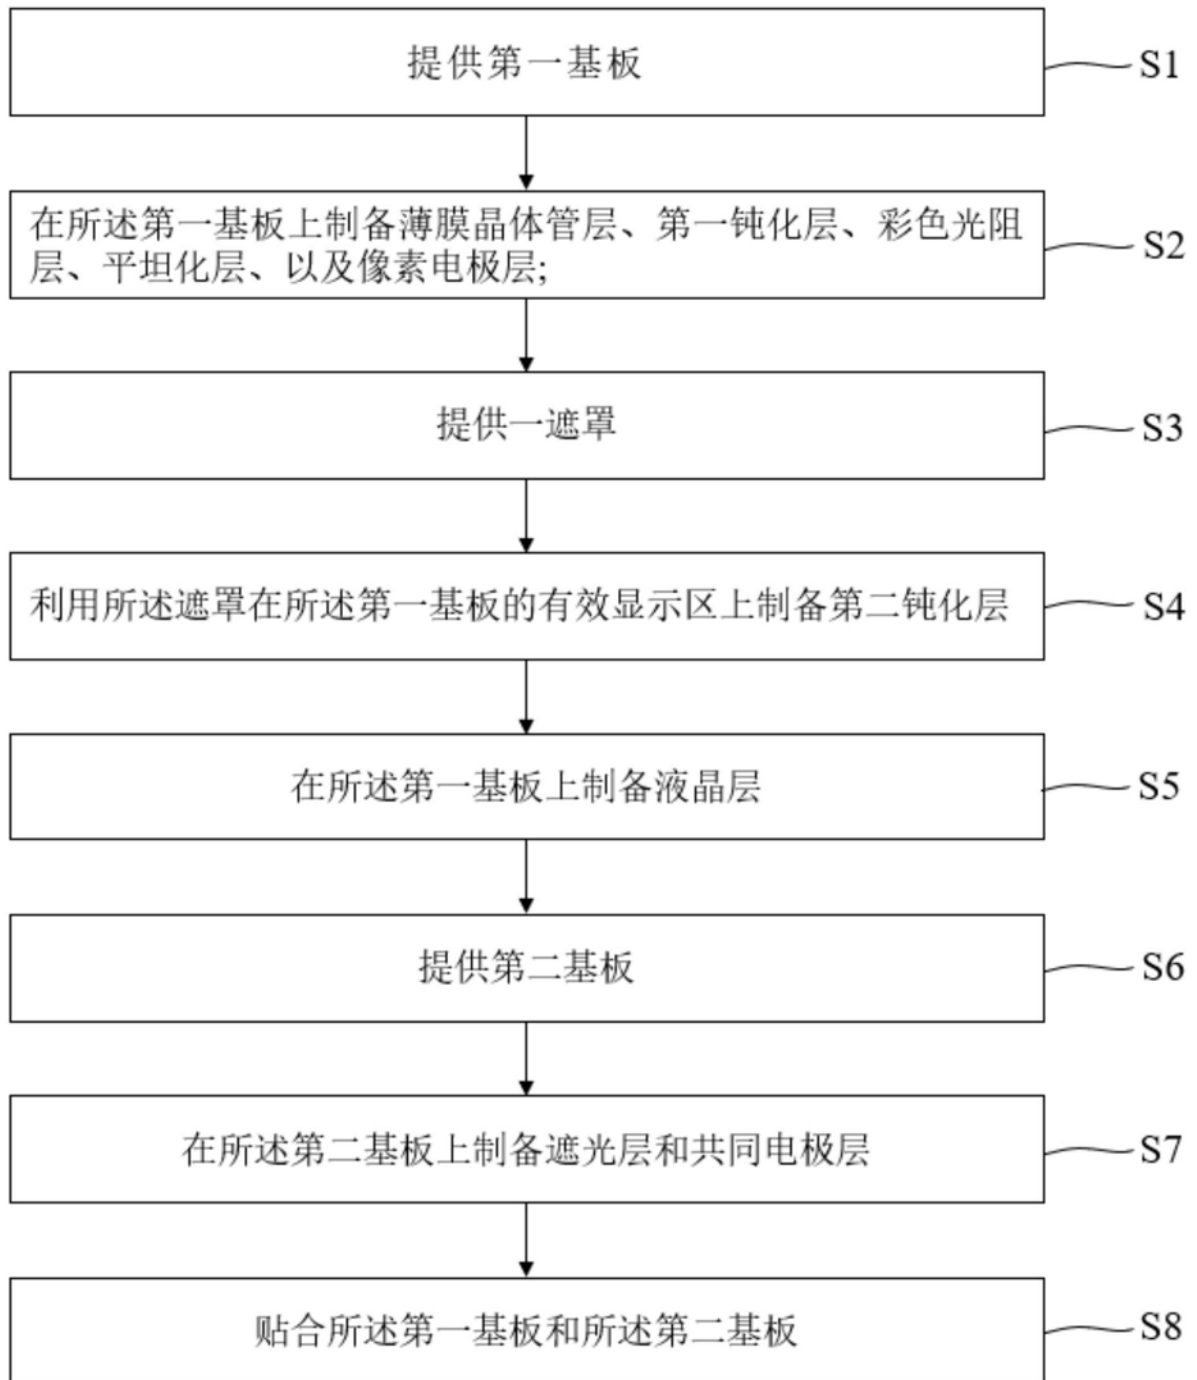 提供第一基板
S1
在所述第一基板上制备薄膜晶体管层、第一钝化层、彩色光阻
层、平坦化层、以及像素电极层;
S2
提供一遮罩
S3
利用所述遮罩在所述第一基板的有效显示区上制备第二钝化层
S4
在所述第一基板上制备液晶层
S5
提供第二基板
S6
在所述第二基板上制备遮光层和共同电极层
S7
贴合所述第一基板和所述第二基板
S8